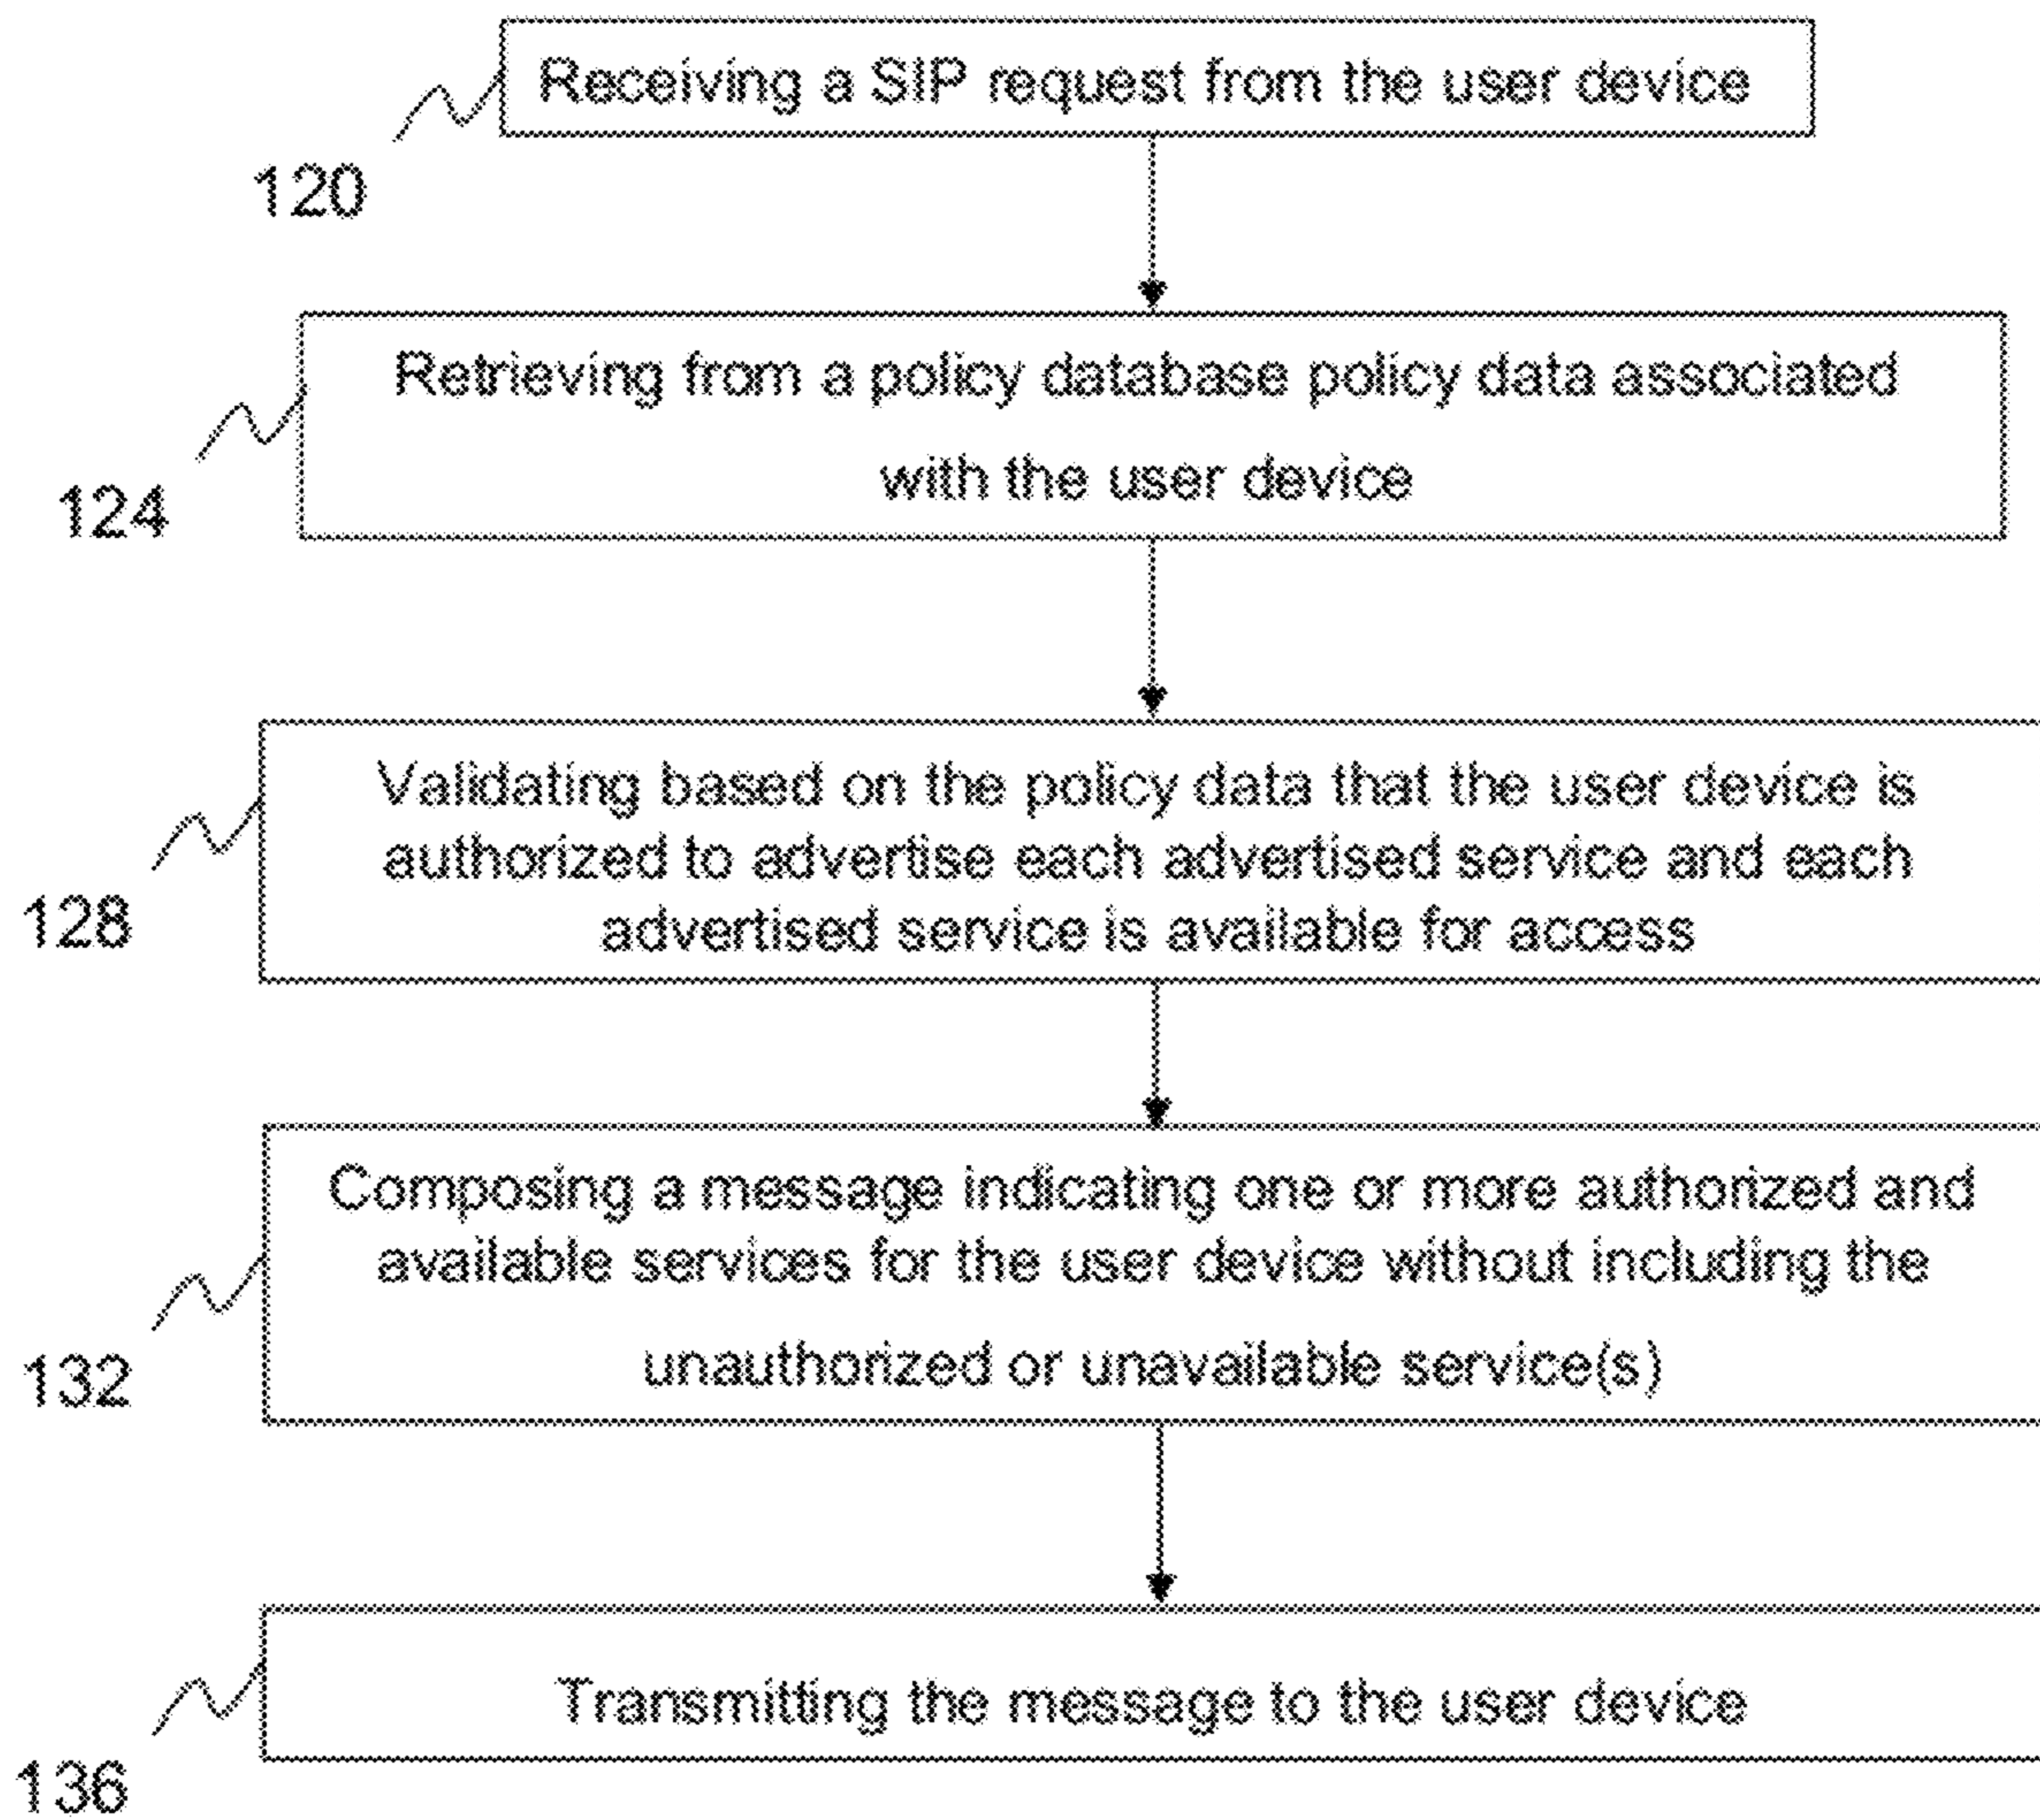 Receiving a SIP request from the user device
120
Retrieving from a policy database policy data associated
with the user device
124
Validating based on the policy data that the user device is
authorized to advertise each advertised service and each
advertised service is available for access
128
Composing a message indicating one or more authorized and
available services for the user device without including the
unauthorized or unavailable service(s)
132
Transmitting the message to the user device
136